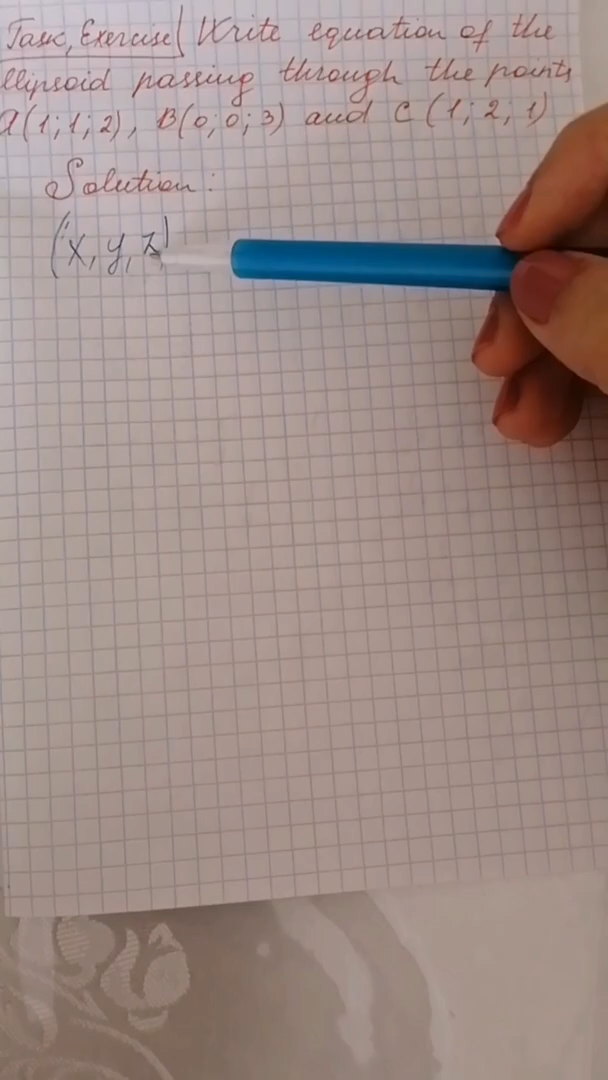 Task, Exercise| Write equation of the
llipsoid passing through the points
A(1;1;2), B(0;0;3) and C(1;2;1)
Solution:
(x, y, z)